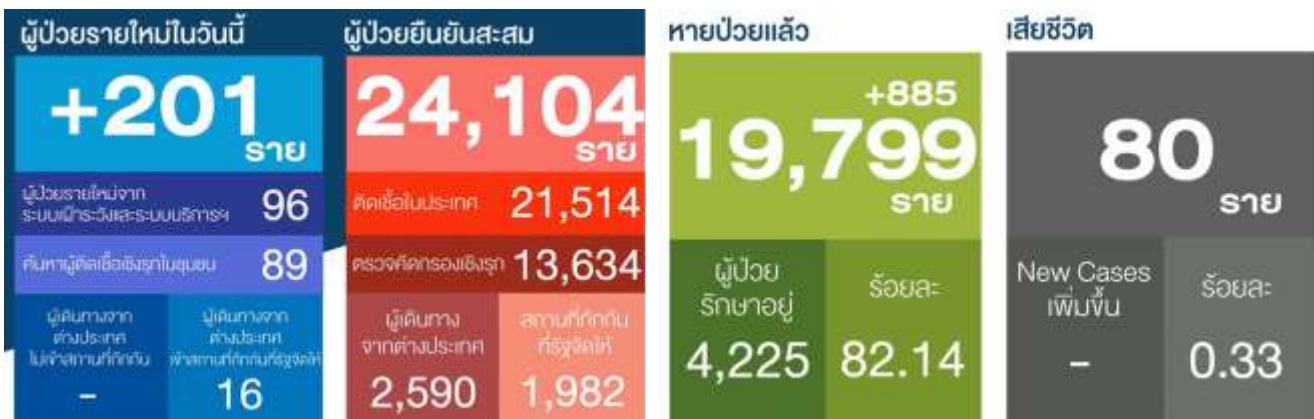 ผู้ป่วยรายใหม่ในวันนี้
+201
ราย
ผู้ป่วยรายใหม่จาก
ระบบเฝ้าระวังและระบบบริการฯ
96
ค้นหาผู้ติดเชื้อเชิงรุกในชุมชน
89
ผู้เดินทางจาก
ต่างประเทศ
ไม่เข้าสถานที่กักกัน
-
ผู้เดินทางจาก
ต่างประเทศ
เข้าสถานที่กักกันที่รัฐจัดให้
16
ผู้ป่วยยืนยันสะสม
24,104
ราย
ติดเชื้อในประเทศ
21,514
ตรวจคัดกรองเชิงรุก
13,634
ผู้เดินทาง
จากต่างประเทศ
2,590
สถานที่กักกัน
ที่รัฐจัดให้
1,982
หายป่วยแล้ว
+885
19,799
ราย
ผู้ป่วย
รักษาอยู่
4,225
ร้อยละ
82.14
เสียชีวิต
80
ราย
New Cases
เพิ่มขึ้น
-
ร้อยละ
0.33